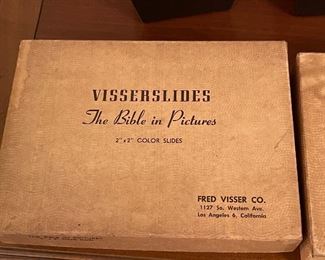 VISSERSLIDES
The Bible in Pictures
2"x2" COLOR SLIDES
FRED VISSER CO.
1127 So. Western Ave.
Los Angeles 6, California